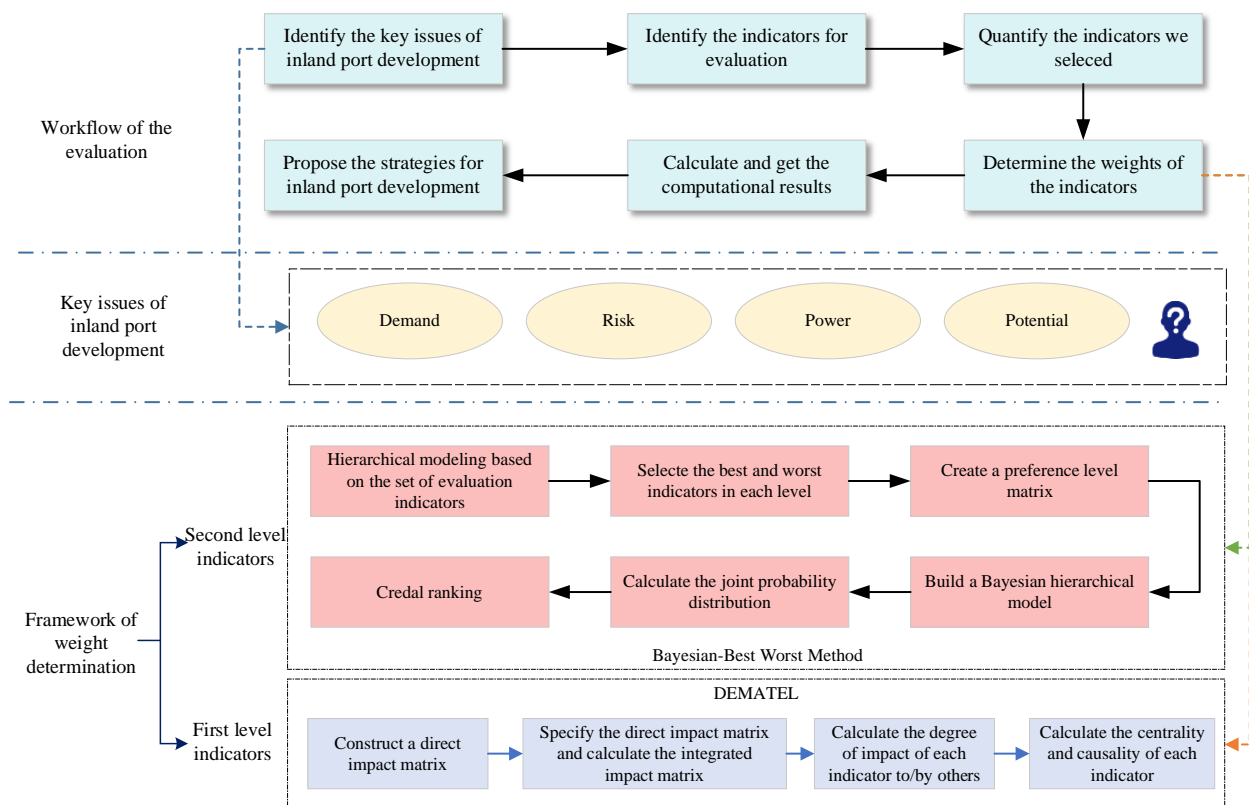 Identify the key issues of
inland port development
Identify the indicators for
evaluation
Quantify the indicators we
seleced
Workflow of the
evaluation
Propose the strategies for
inland port development
Calculate and get the
computational results
Determine the weights of
the indicators
Key issues of
inland port
development
Demand
Risk
Power
Potential
?
Hierarchical modeling based
on the set of evaluation
indicators
Selecte the best and worst
indicators in each level
Create a preference level
matrix
Second level
indicators
Credal ranking
Calculate the joint probability
distribution
Build a Bayesian hierarchical
model
Framework of
weight
determination
Bayesian-Best Worst Method
DEMATEL
First level
indicators
Construct a direct
impact matrix
Specify the direct impact matrix
and calculate the integrated
impact matrix
Calculate the degree
of impact of each
indicator to/by others
Calculate the centrality
and causality of each
indicator